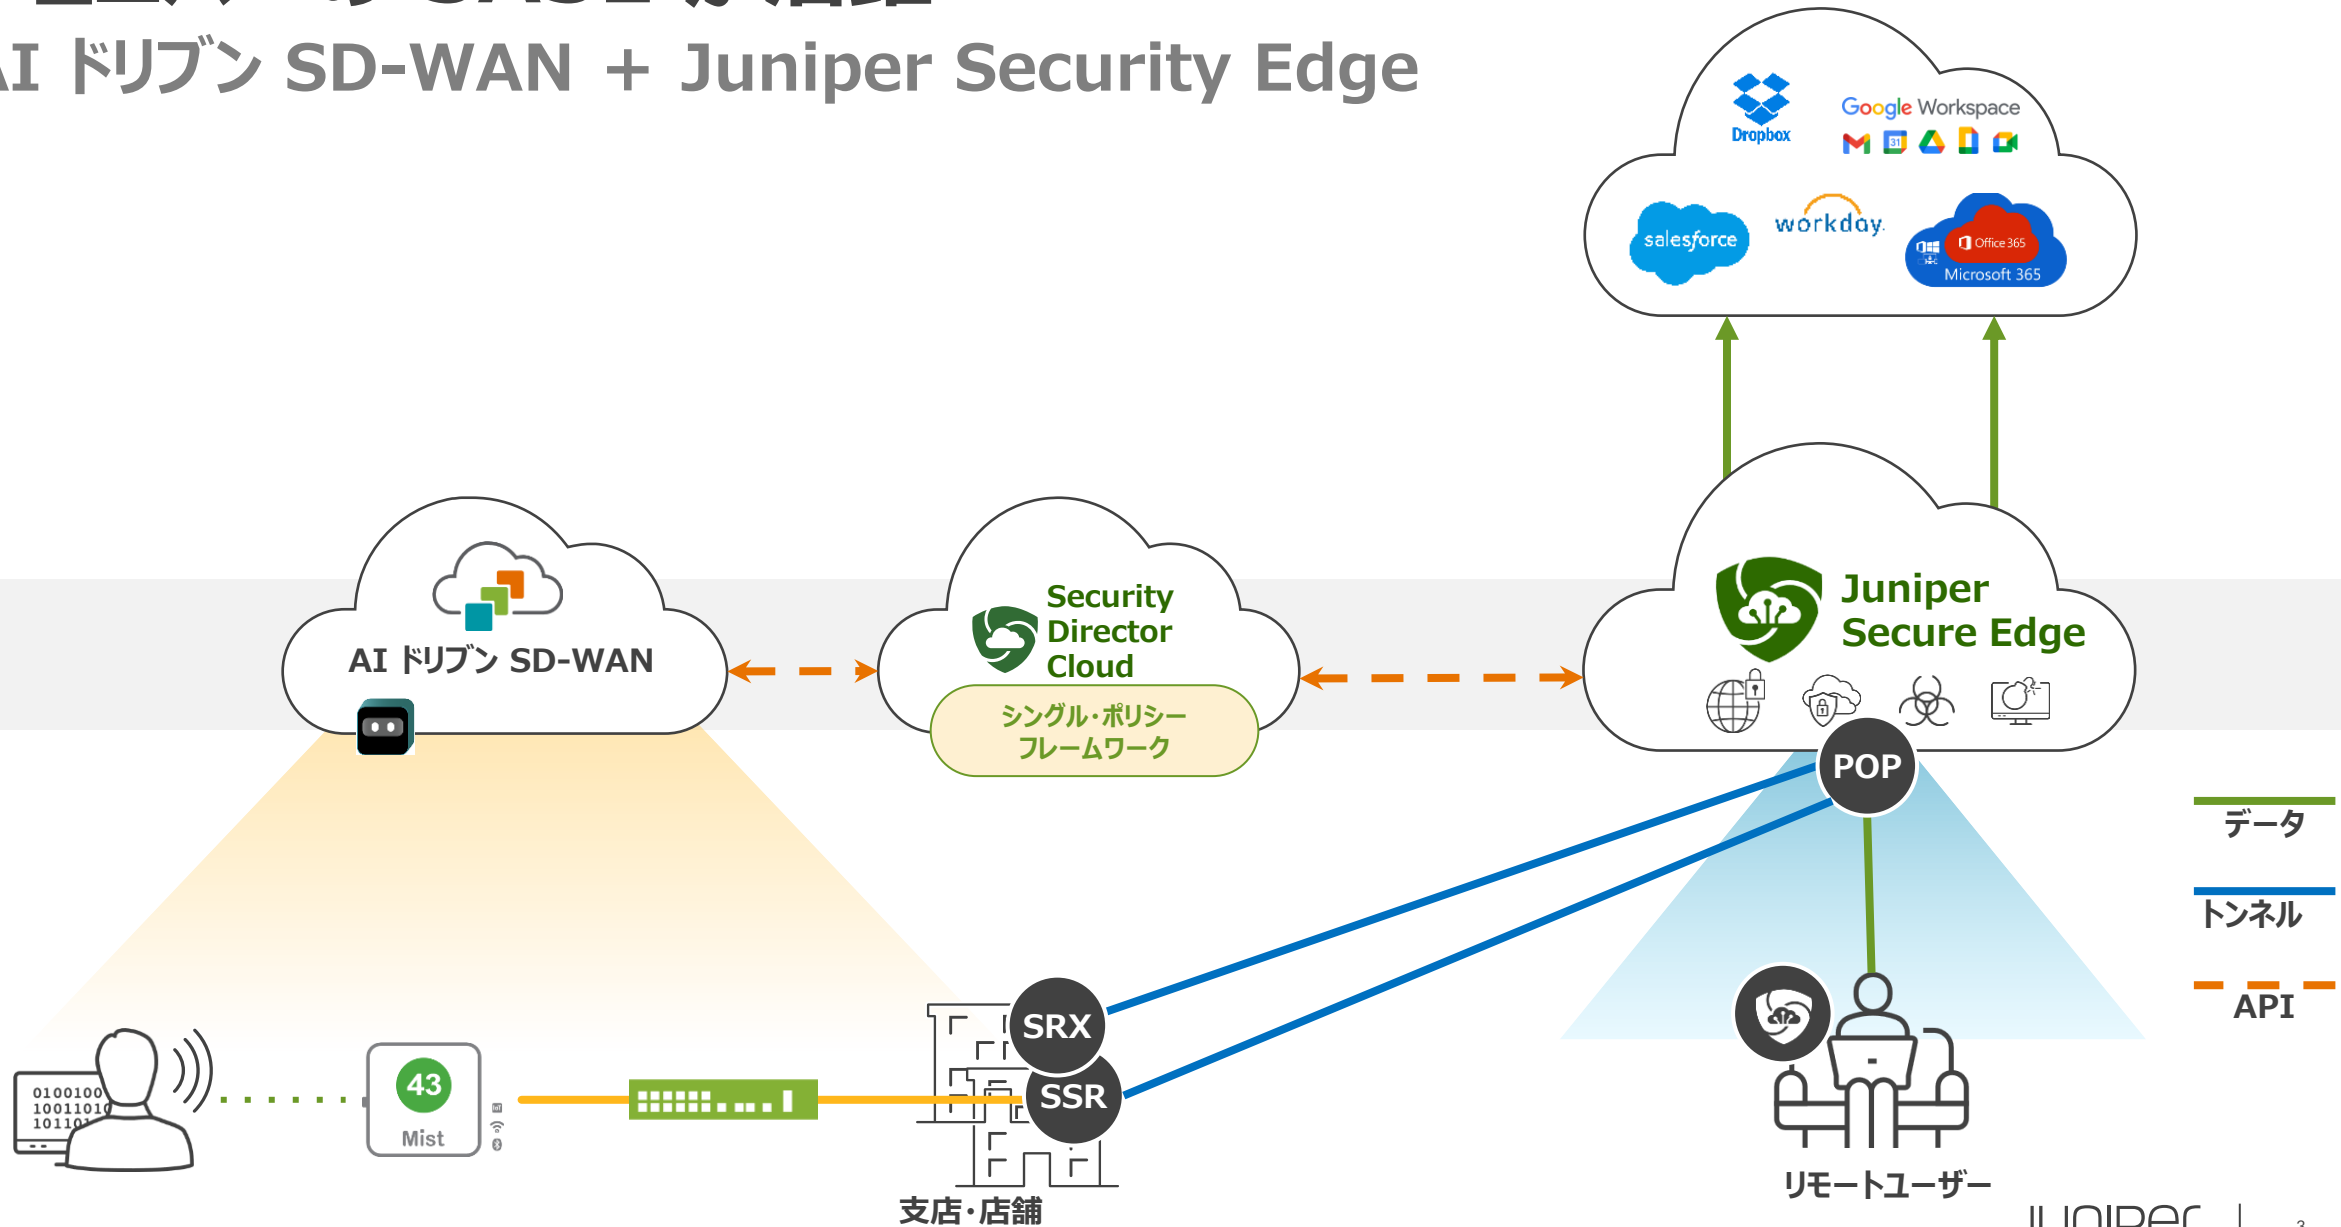 AI ドリブン SD-WAN + Juniper Security Edge
Dropbox
Google Workspace
31
salesforce
workday.
Office 365
Microsoft 365
AI ドリブン SD-WAN
Security
Director
Cloud
シングル・ポリシー
フレームワーク
Juniper
Secure Edge
POP
データ
トンネル
API
SRX
SSR
43
Mist
支店・店舗
リモートユーザー
3